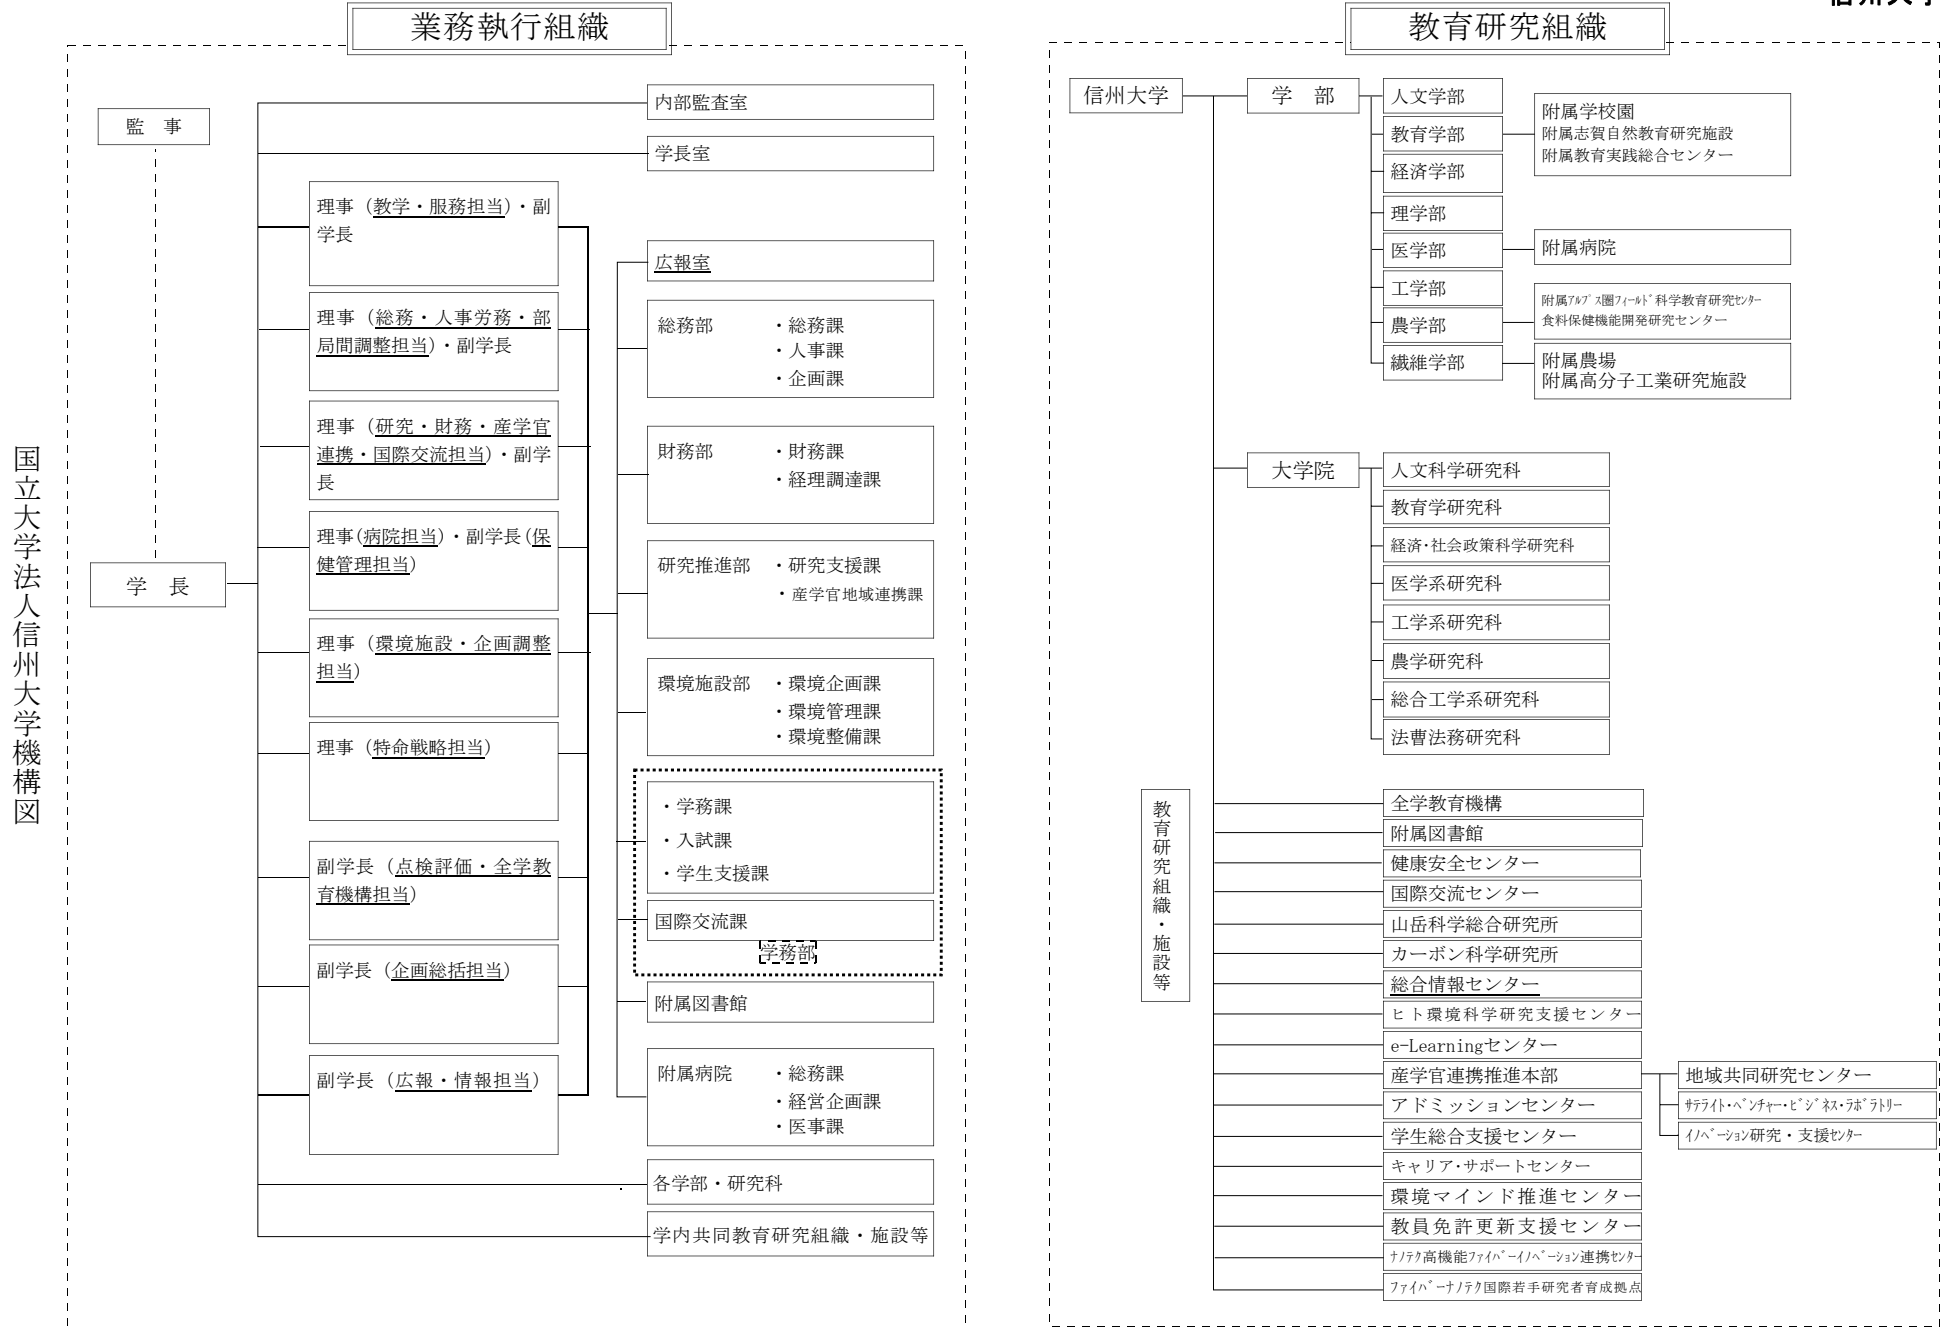 信州大学
国立大学法人信州大学機構図
業務執行組織
監　事
学　長
内部監査室
学長室
理事（教学・服務担当）・副
学長
理事（総務・人事労務・部
局間調整担当）・副学長
理事（研究・財務・産学官
連携・国際交流担当）・副学
長
理事(病院担当)・副学長(保
健管理担当)
理事（環境施設・企画調整
担当)
理事（特命戦略担当）
副学長（点検評価・全学教
育機構担当)
副学長（企画総括担当）
副学長（広報・情報担当）
広報室
総務部　・総務課
・人事課
・企画課
財務部　・財務課
・経理調達課
研究推進部　・研究支援課
・産学官地域連携課
環境施設部　・環境企画課
・環境管理課
・環境整備課
・学務課
・入試課
・学生支援課
国際交流課
学務部
附属図書館
附属病院　・総務課
・経営企画課
・医事課
各学部・研究科
学内共同教育研究組織・施設等
教育研究組織
信州大学
学　部
人文学部
教育学部
経済学部
理学部
医学部
工学部
農学部
繊維学部
附属学校園
附属志賀自然教育研究施設
附属教育実践総合センター
附属病院
附属ｱﾙﾌﾟｽ圏ﾌｨｰﾙﾄﾞ科学教育研究ｾﾝﾀｰ
食料保健機能開発研究センター
附属農場
附属高分子工業研究施設
大学院
人文科学研究科
教育学研究科
経済・社会政策科学研究科
医学系研究科
工学系研究科
農学研究科
総合工学系研究科
法曹法務研究科
教育研究組織・施設等
全学教育機構
附属図書館
健康安全センター
国際交流センター
山岳科学総合研究所
カーボン科学研究所
総合情報センター
ヒト環境科学研究支援センター
e-Learningセンター
産学官連携推進本部
アドミッションセンター
学生総合支援センター
キャリア・サポートセンター
環境マインド推進センター
教員免許更新支援センター
ﾅﾉﾃｸ高機能ﾌｧｲﾊﾞｰｲﾉﾍﾞｰｼｮﾝ連携ｾﾝﾀｰ
ﾌｧｲﾊﾞｰﾅﾉﾃｸ国際若手研究者育成拠点
地域共同研究センター
ｻﾃﾗｲﾄ・ﾍﾞﾝﾁｬｰ・ﾋﾞｼﾞﾈｽ・ﾗﾎﾞﾗﾄﾘｰ
ｲﾉﾍﾞｰｼｮﾝ研究・支援ｾﾝﾀｰ